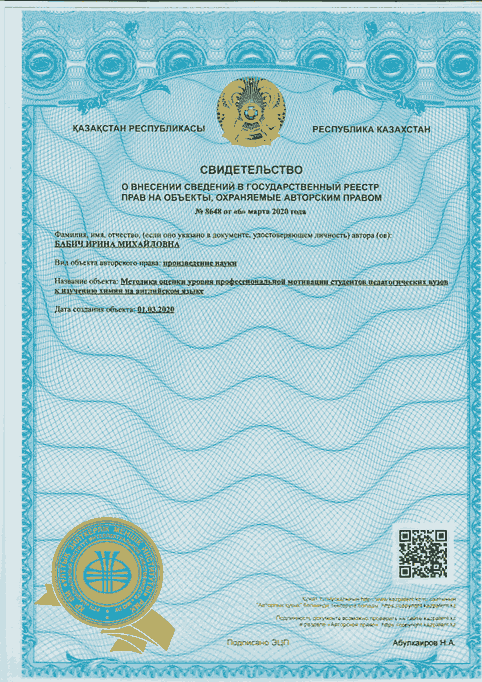 ҚАЗАҚСТАН РЕСПУБЛИКАСЫ
РЕСПУБЛИКА КАЗАХСТАН
СВИДЕТЕЛЬСТВО
О ВНЕСЕНИИ СВЕДЕНИЙ В ГОСУДАРСТВЕННЫЙ РЕЕСТР
ПРАВ НА ОБЪЕКТЫ, ОХРАНЯЕМЫЕ АВТОРСКИМ ПРАВОМ
№ 8648 от «6» марта 2020 года
Фамилия, имя, отчество, (если оно указано в документе, удостоверяющем личность) автора (ов):
БАБИЧ ИРИНА МИХАЙЛОВНА
Вид объекта авторского права: произведение науки
Название объекта: Методика оценки уровня профессиональной мотивации студентов педагогических вузов
к изучению химии на английском языке
Дата создания объекта: 01.03.2020
Подписано ЭЦП
Абулкаиров Н.А.